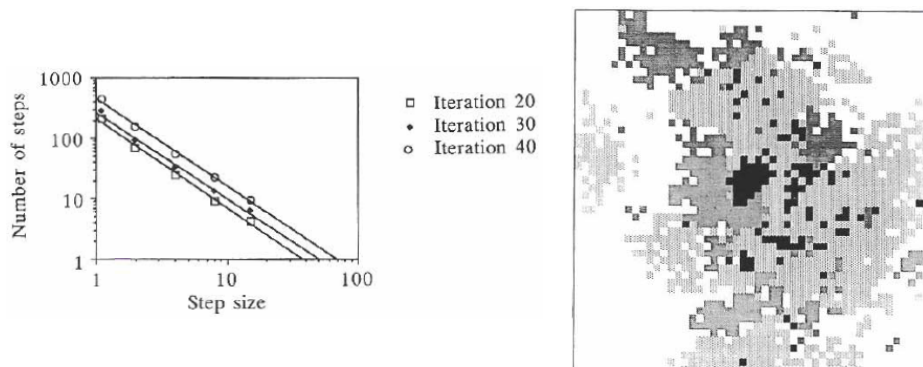 1000
100
10
1
1
10
100
Number of steps
Step size
Iteration 20
Iteration 30
Iteration 40